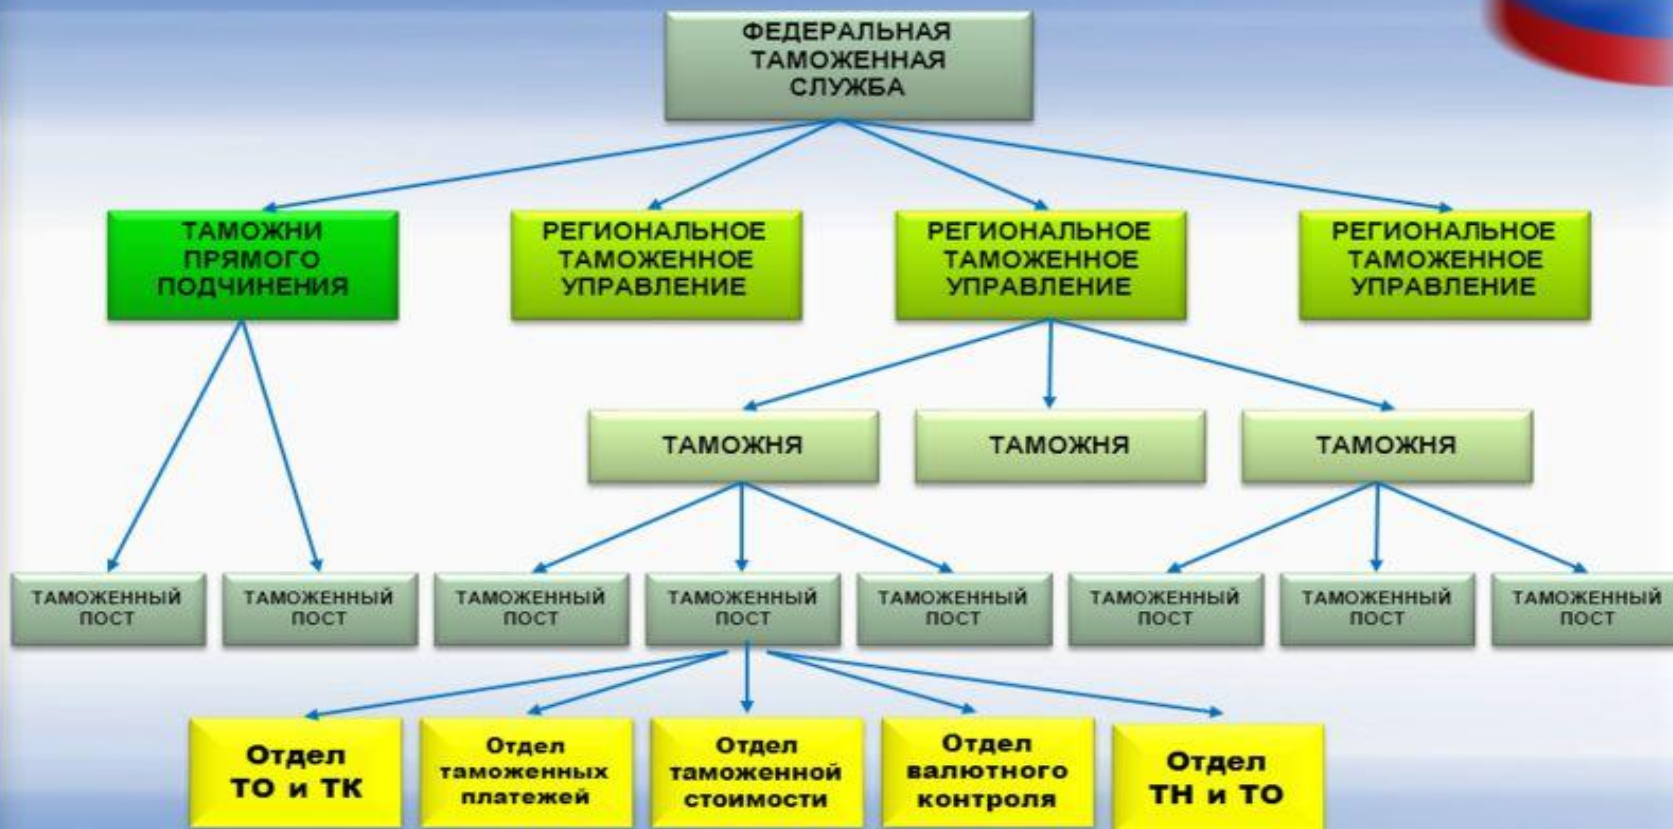 ФЕДЕРАЛЬНАЯ
ТАМОЖЕННАЯ
СЛУЖБА
ТАМОЖНИ
ПРЯМОГО
ПОДЧИНЕНИЯ
РЕГИОНАЛЬНОЕ
ТАМОЖЕННОЕ
УПРАВЛЕНИЕ
РЕГИОНАЛЬНОЕ
ТАМОЖЕННОЕ
УПРАВЛЕНИЕ
РЕГИОНАЛЬНОЕ
ТАМОЖЕННОЕ
УПРАВЛЕНИЕ
ТАМОЖНЯ
ТАМОЖНЯ
ТАМОЖНЯ
ТАМОЖЕННЫЙ
ПОСТ
ТАМОЖЕННЫЙ
ПОСТ
ТАМОЖЕННЫЙ
ПОСТ
ТАМОЖЕННЫЙ
ПОСТ
ТАМОЖЕННЫЙ
ПОСТ
ТАМОЖЕННЫЙ
ПОСТ
ТАМОЖЕННЫЙ
ПОСТ
ТАМОЖЕННЫЙ
ПОСТ
Отдел
ТО и ТК
Отдел
таможенных
платежей
Отдел
таможенной
стоимости
Отдел
валютного
контроля
Отдел
ТН и ТО